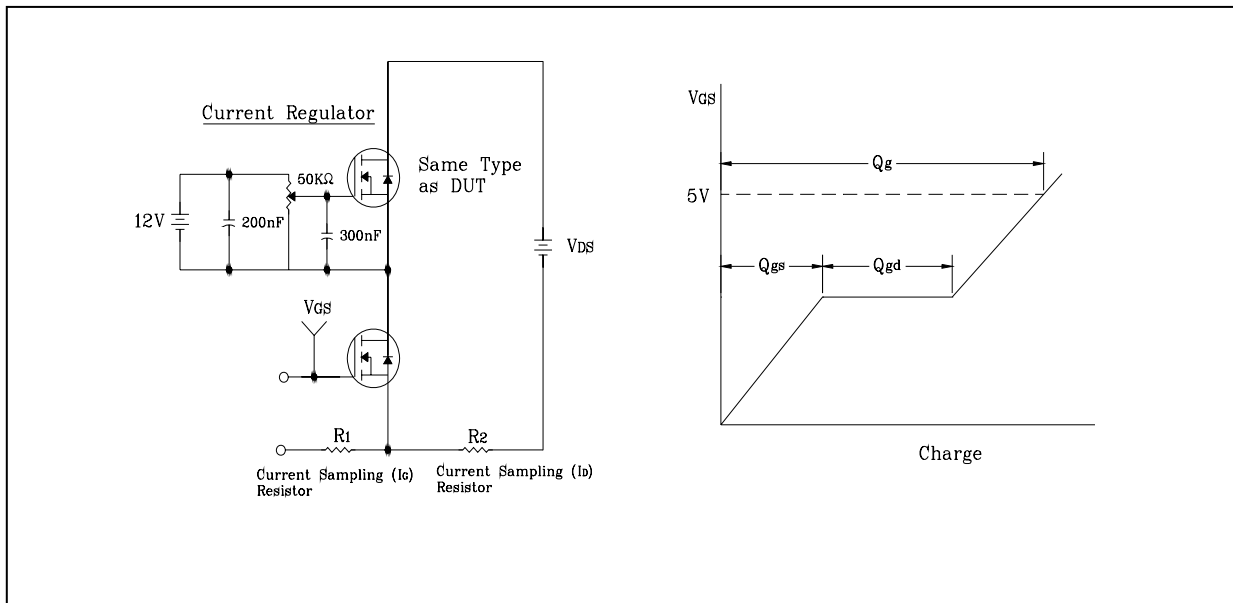 Current Regulator
Same Type
as DUT
50KΩ
12V
200nF
300nF
VDS
VGS
R1
R2
Current Sampling (IG)
Resistor
Current Sampling (ID)
Resistor
VGS
Qg
5V
Qgs
Qgd
Charge